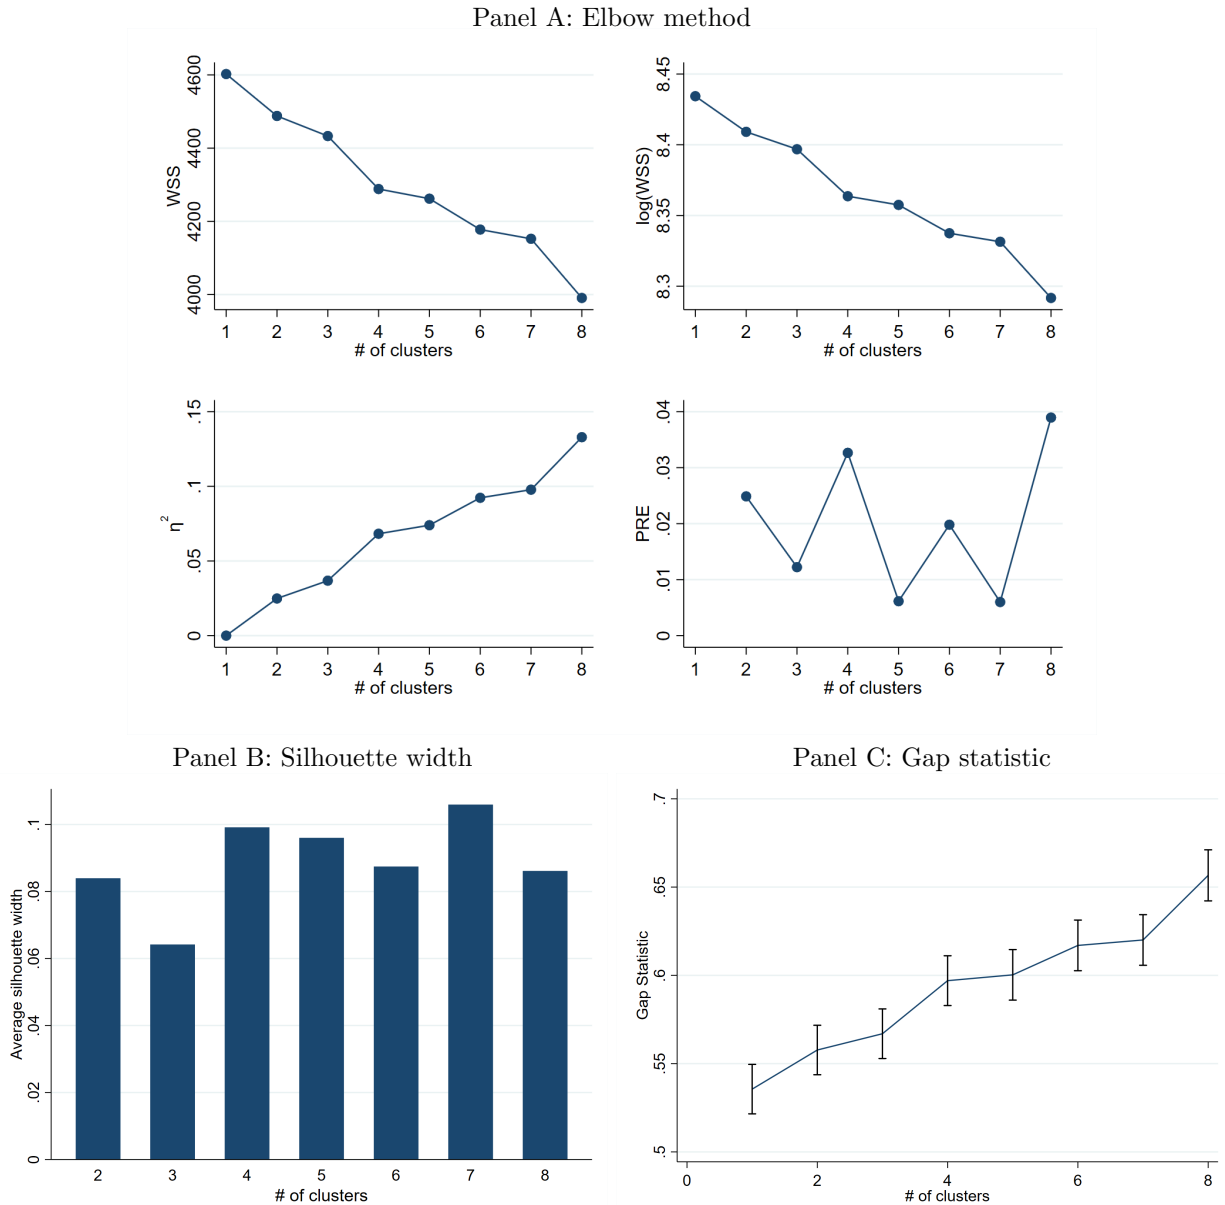 Panel A: Elbow method
4600
4400
4200
4000
WSS
1 2 3 4 5 6 7 8
# of clusters
8.45
8.4
8.35
8.3
log(WSS)
1 2 3 4 5 6 7 8
# of clusters
.15
.1
.05
0
η²
1 2 3 4 5 6 7 8
# of clusters
.04
.03
.02
.01
0
PRE
1 2 3 4 5 6 7 8
# of clusters
Panel B: Silhouette width
.1
.08
.06
.04
.02
0
Average silhouette width
2 3 4 5 6 7 8
# of clusters
Panel C: Gap statistic
.7
.65
.6
.55
.5
Gap Statistic
0 2 4 6 8
# of clusters